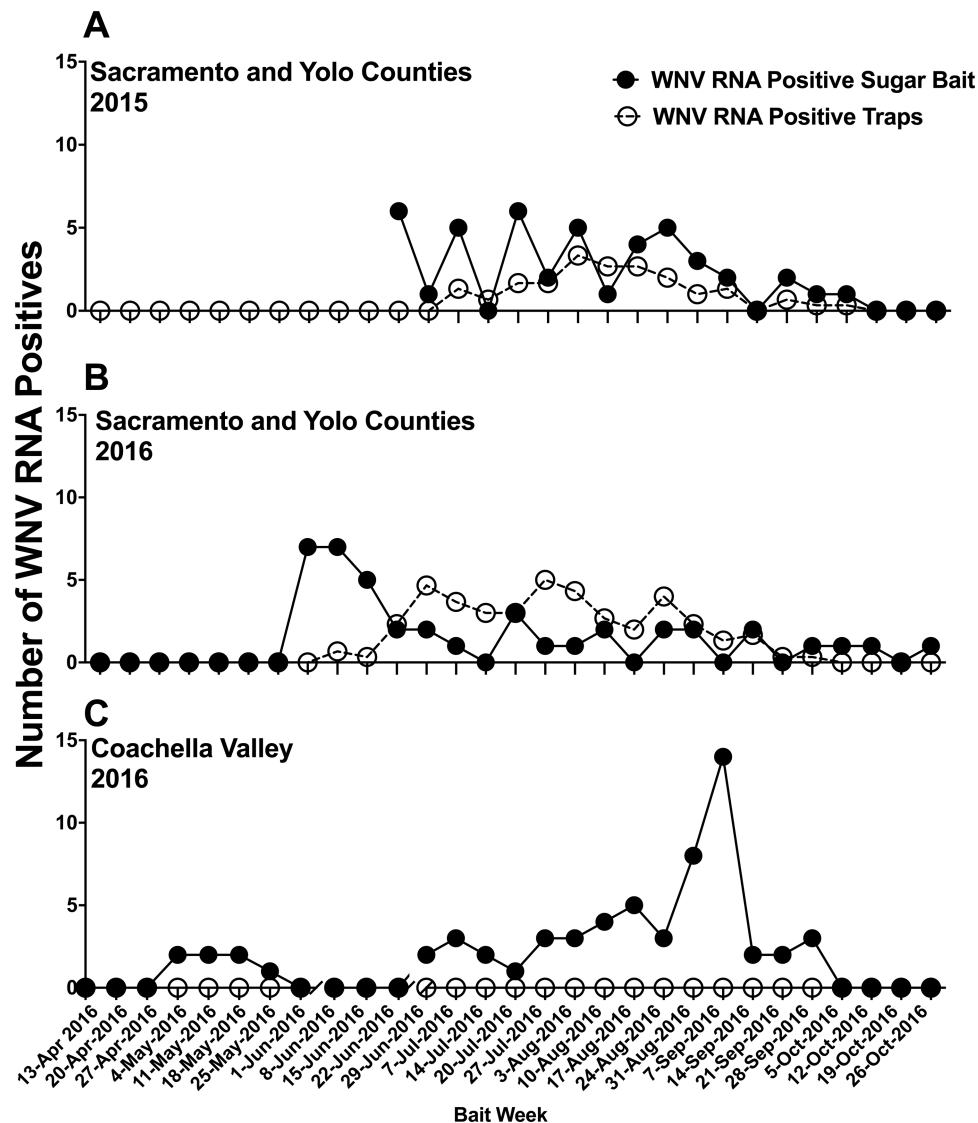 A
Sacramento and Yolo Counties
2015
WNV RNA Positive Sugar Bait
WNV RNA Positive Traps
15
10
5
0
Number of WNV RNA Positives
B
Sacramento and Yolo Counties
2016
15
10
5
0
C
Coachella Valley
2016
15
10
5
0
13-Apr-2016
20-Apr-2016
27-Apr-2016
4-May-2016
11-May-2016
18-May-2016
25-May-2016
1-Jun-2016
8-Jun-2016
15-Jun-2016
22-Jun-2016
29-Jun-2016
7-Jul-2016
14-Jul-2016
20-Jul-2016
27-Jul-2016
3-Aug-2016
10-Aug-2016
17-Aug-2016
24-Aug-2016
31-Aug-2016
7-Sep-2016
14-Sep-2016
21-Sep-2016
28-Sep-2016
5-Oct-2016
12-Oct-2016
19-Oct-2016
26-Oct-2016
Bait Week